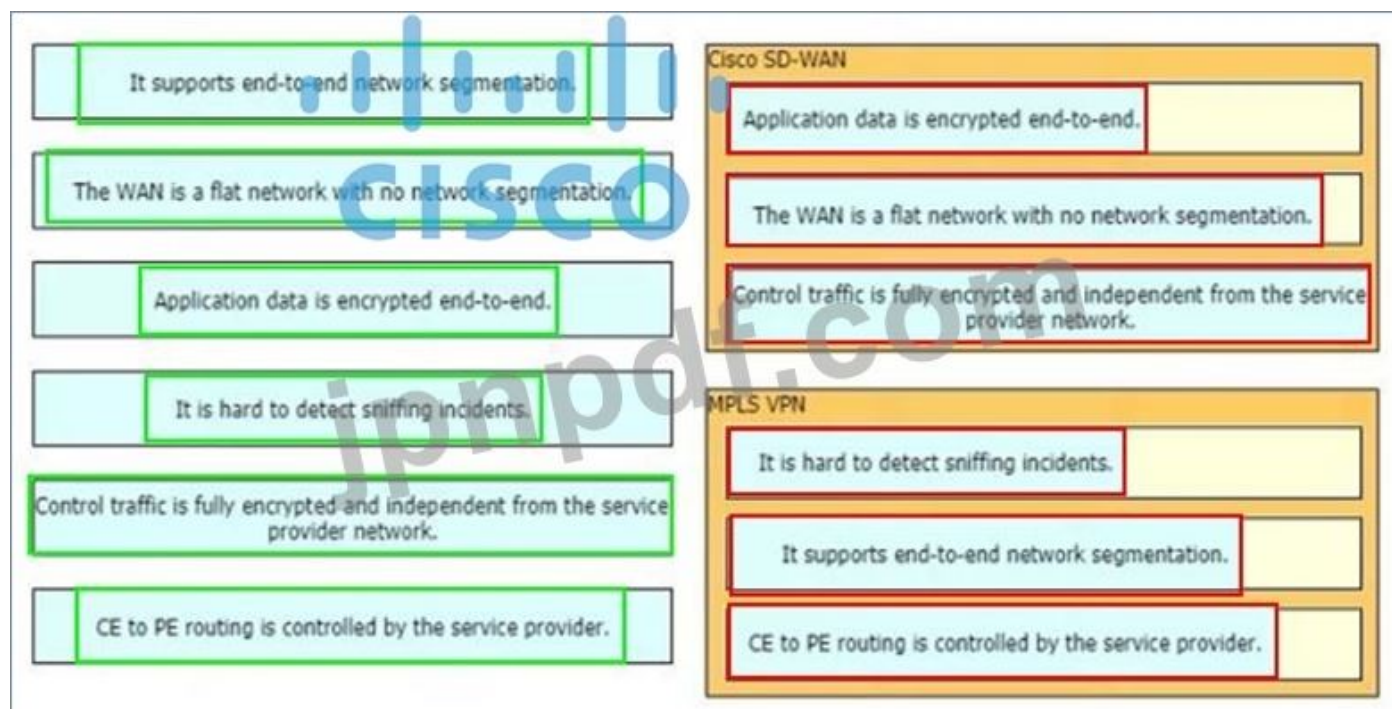 It supports end-to-end network segmentation.
The WAN is a flat network with no network segmentation.
Application data is encrypted end-to-end.
It is hard to detect sniffing incidents.
Control traffic is fully encrypted and independent from the service
provider network.
CE to PE routing is controlled by the service provider.
Cisco SD-WAN
Application data is encrypted end-to-end.
The WAN is a flat network with no network segmentation.
Control traffic is fully encrypted and independent from the service
provider network.
MPLS VPN
It is hard to detect sniffing incidents.
It supports end-to-end network segmentation.
CE to PE routing is controlled by the service provider.
CISCO
jpnpdf.com